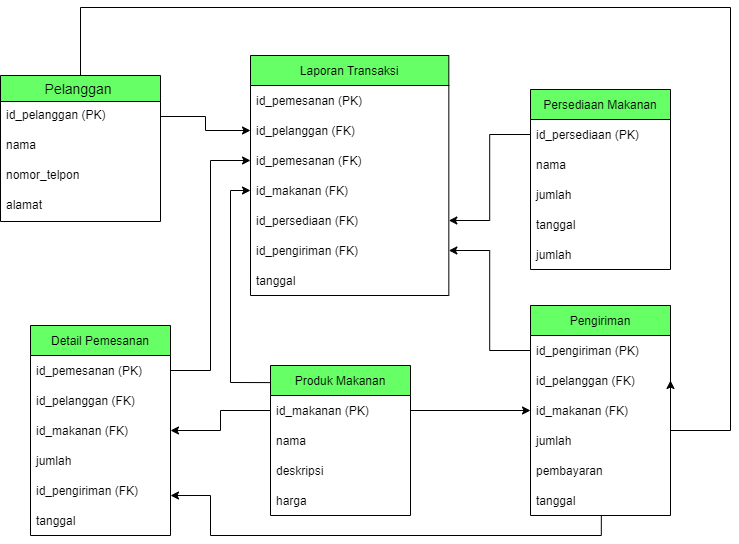 Pelanggan
id_pelanggan (PK)
nama
nomor_telpon
alamat
Laporan Transaksi
id_pemesanan (PK)
id_pelanggan (FK)
id_pemesanan (FK)
id_makanan (FK)
id_persediaan (FK)
id_pengiriman (FK)
tanggal
Persediaan Makanan
id_persediaan (PK)
nama
jumlah
tanggal
jumlah
Detail Pemesanan
id_pemesanan (PK)
id_pelanggan (FK)
id_makanan (FK)
jumlah
id_pengiriman (FK)
tanggal
Produk Makanan
id_makanan (PK)
nama
deskripsi
harga
Pengiriman
id_pengiriman (PK)
id_pelanggan (FK)
id_makanan (FK)
jumlah
pembayaran
tanggal